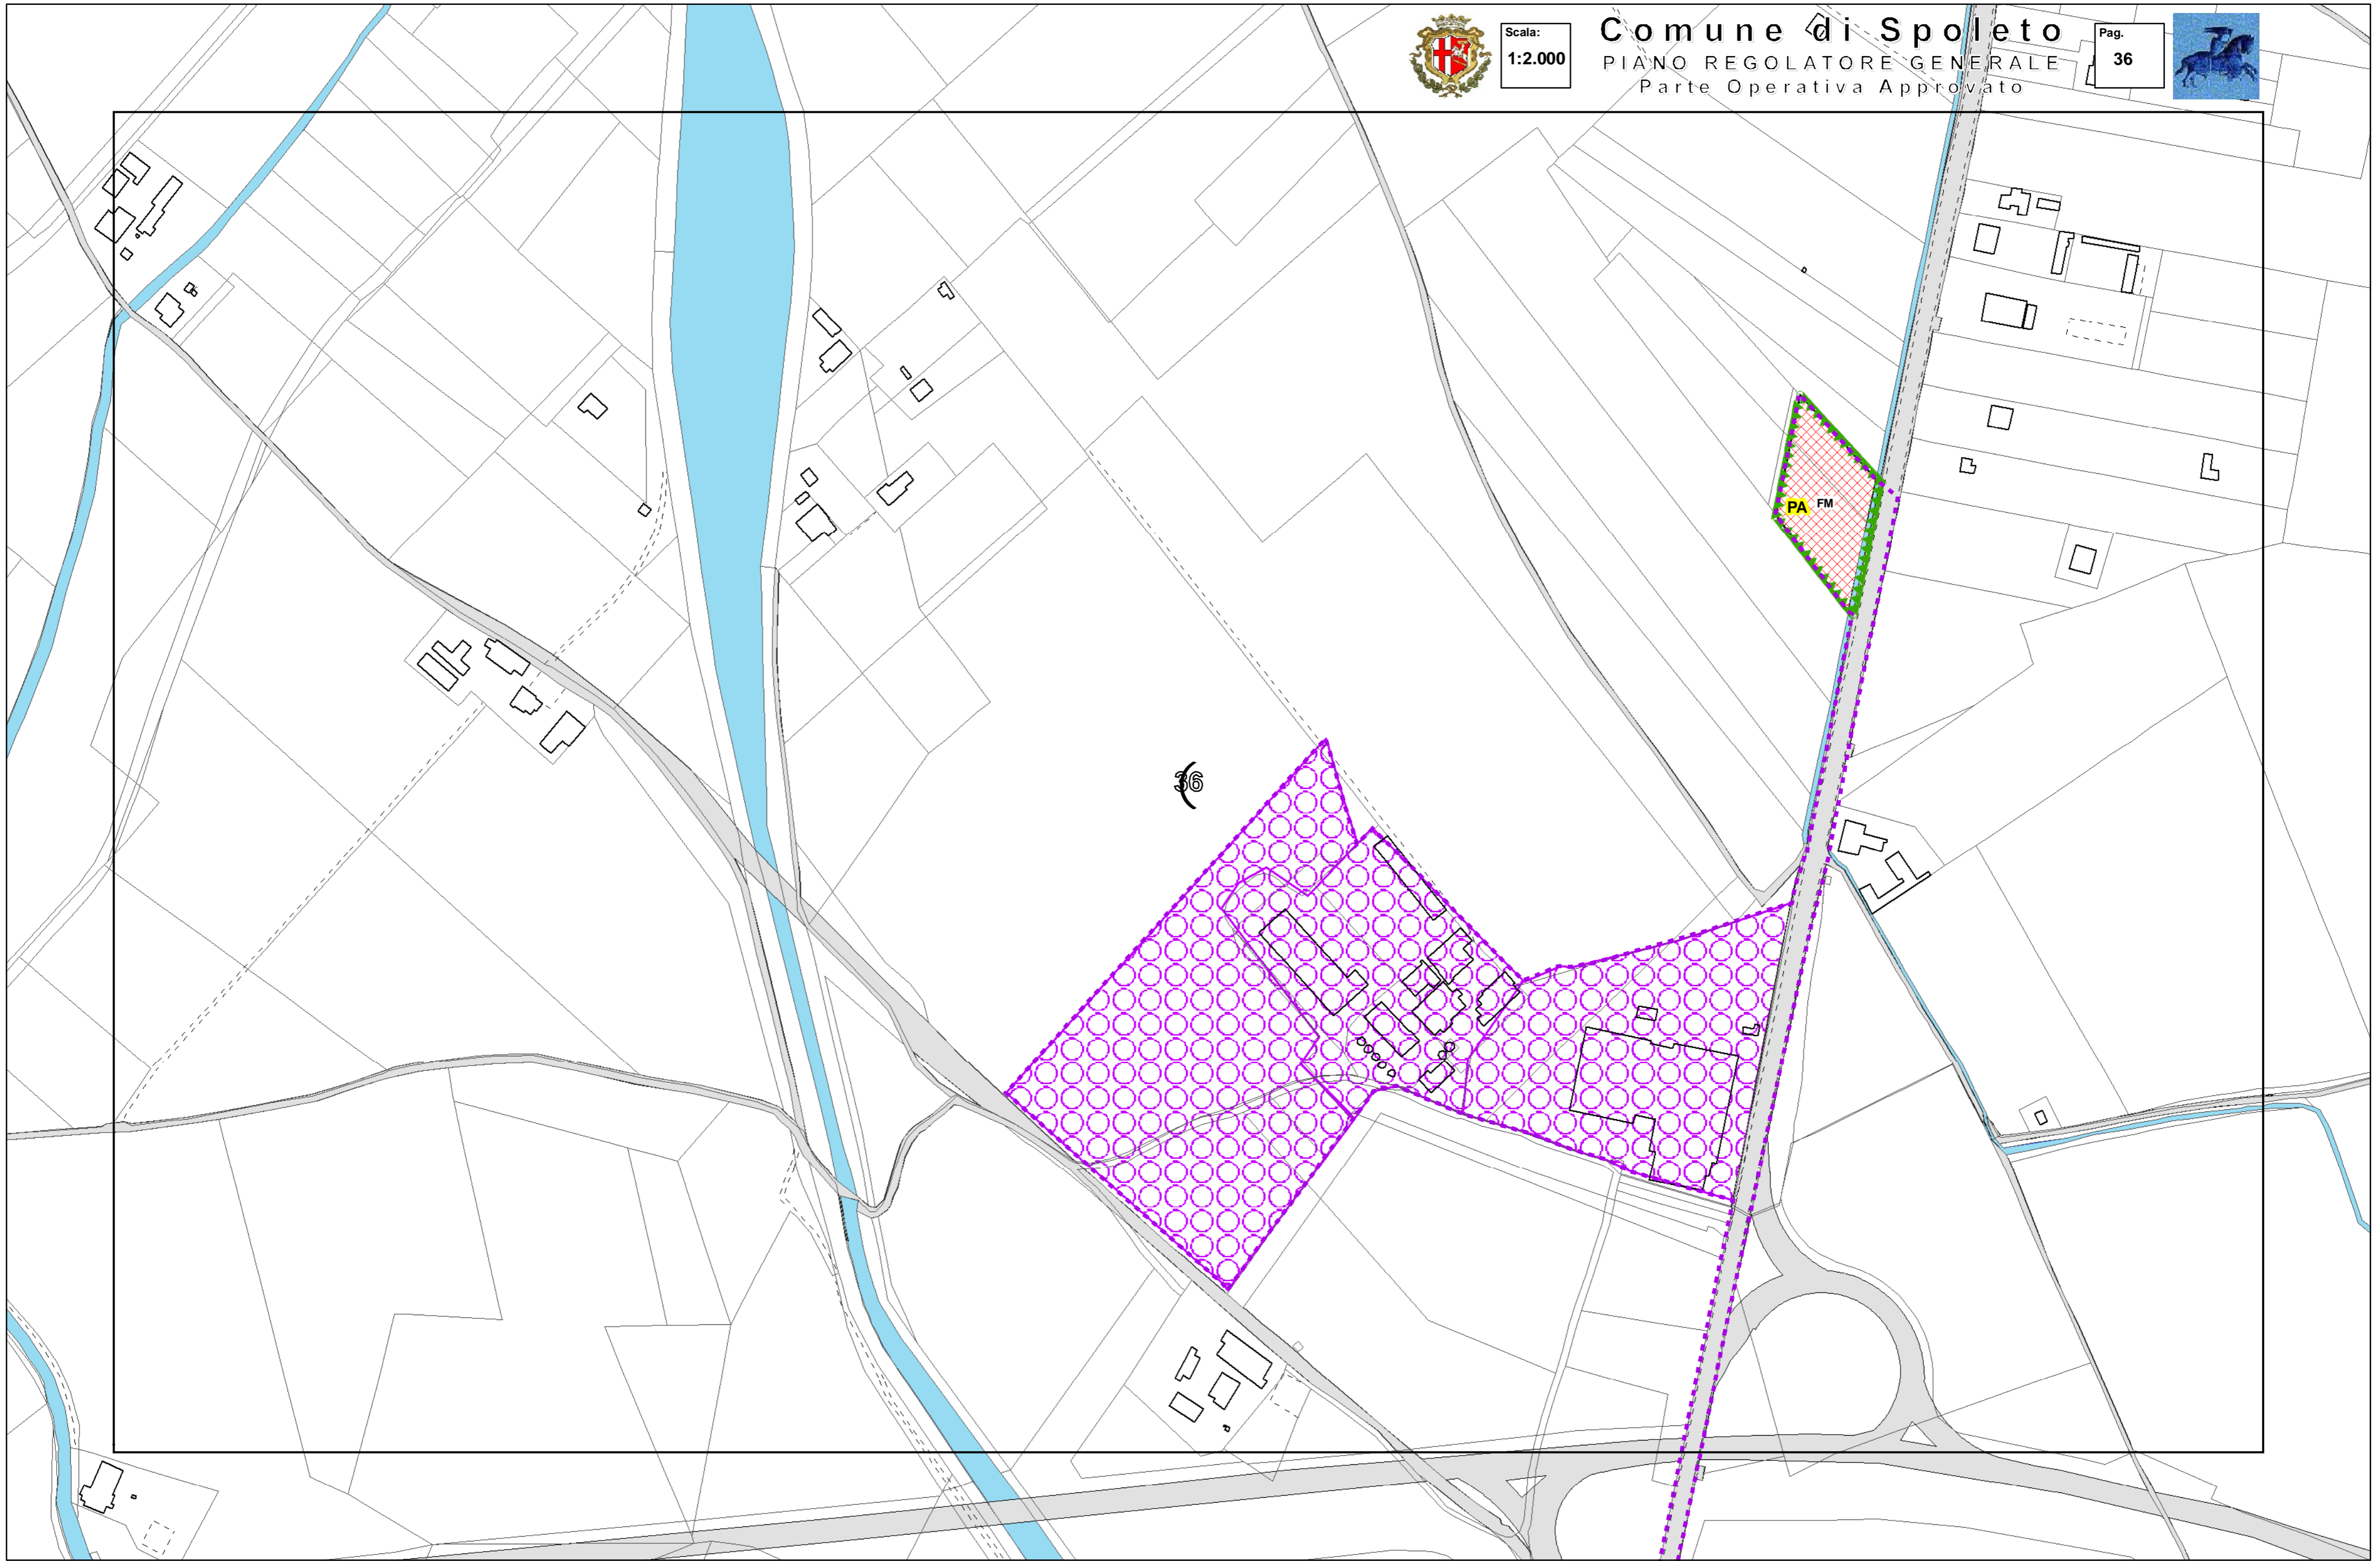 Scala:
1:2.000
Comune di Spoleto
PIANO REGOLATORE GENERALE
Parte Operativa Approvato
Pag.
36
PA FM
36